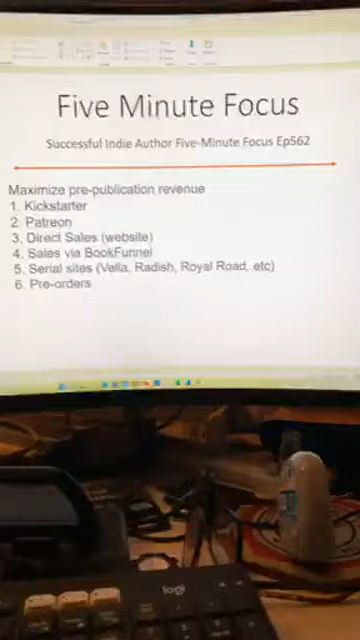 Five Minute Focus
Successful Indie Author Five-Minute Focus Ep562
Maximize pre-publication revenue
1. Kickstarter
2. Patreon
3. Direct Sales (website)
4. Sales via BookFunnel
5. Serial sites (Vella, Radish, Royal Road, etc)
6. Pre-orders
logi